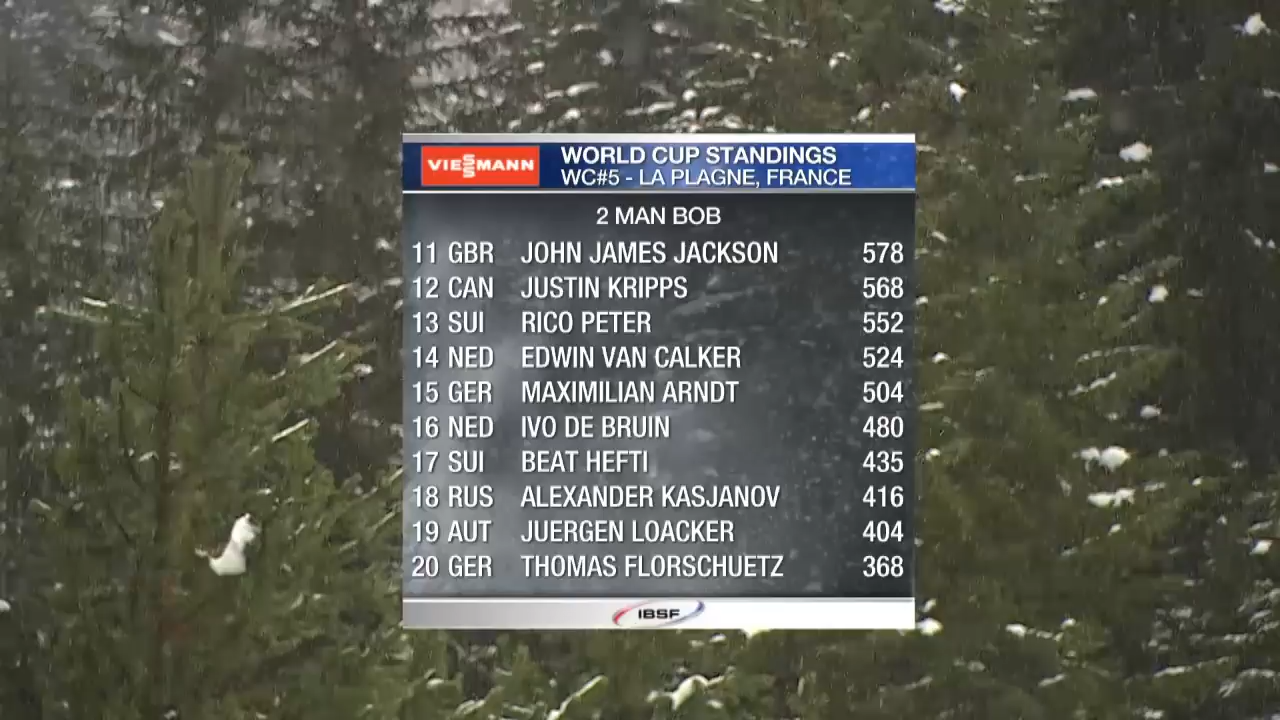 VIESSMANN
WORLD CUP STANDINGS
WC#5 - LA PLAGNE, FRANCE
2 MAN BOB
11 GBR JOHN JAMES JACKSON 578
12 CAN JUSTIN KRIPPS 568
13 SUI RICO PETER 552
14 NED EDWIN VAN CALKER 524
15 GER MAXIMILIAN ARNDT 504
16 NED IVO DE BRUIN 480
17 SUI BEAT HEFTI 435
18 RUS ALEXANDER KASJANOV 416
19 AUT JUERGEN LOACKER 404
20 GER THOMAS FLORSCHUETZ 368
IBSF